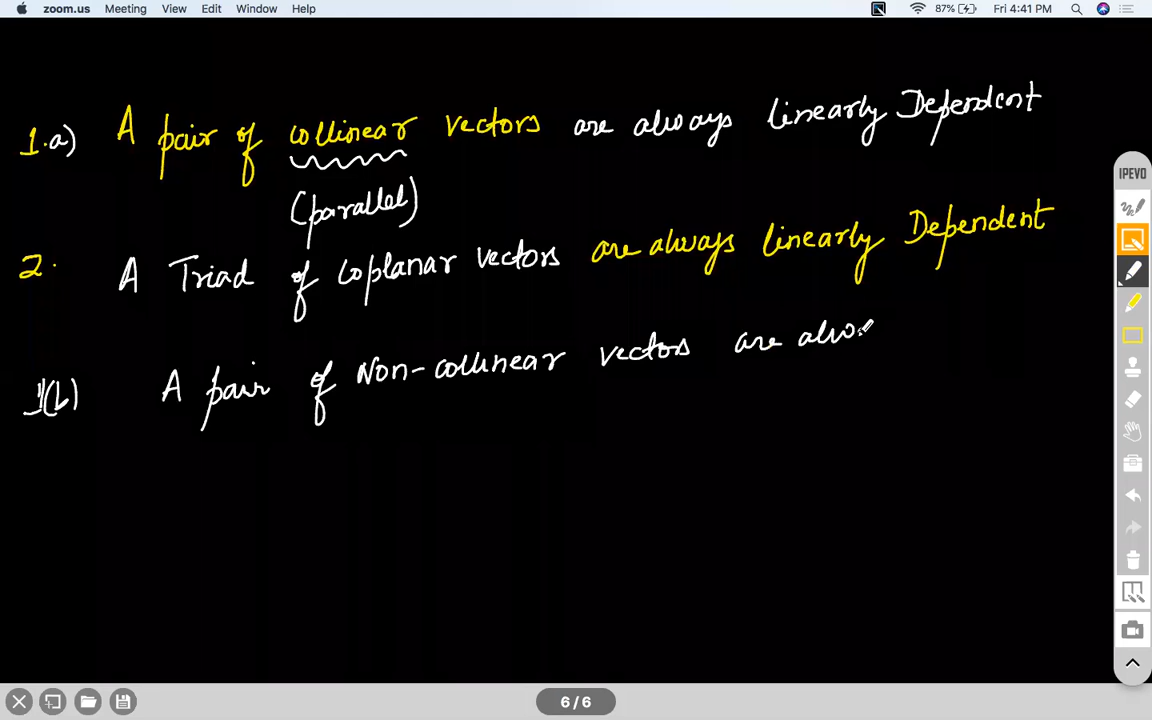 zoom.us Meeting View Edit Window Help 87% Fri 4:41 PM
1.a) A pair of collinear vectors are always linearly Dependent
(parallel)
IPEVO
2. A Triad of coplanar vectors are always linearly Dependent
1(b) A pair of Non-collinear vectors are alwa
6/6